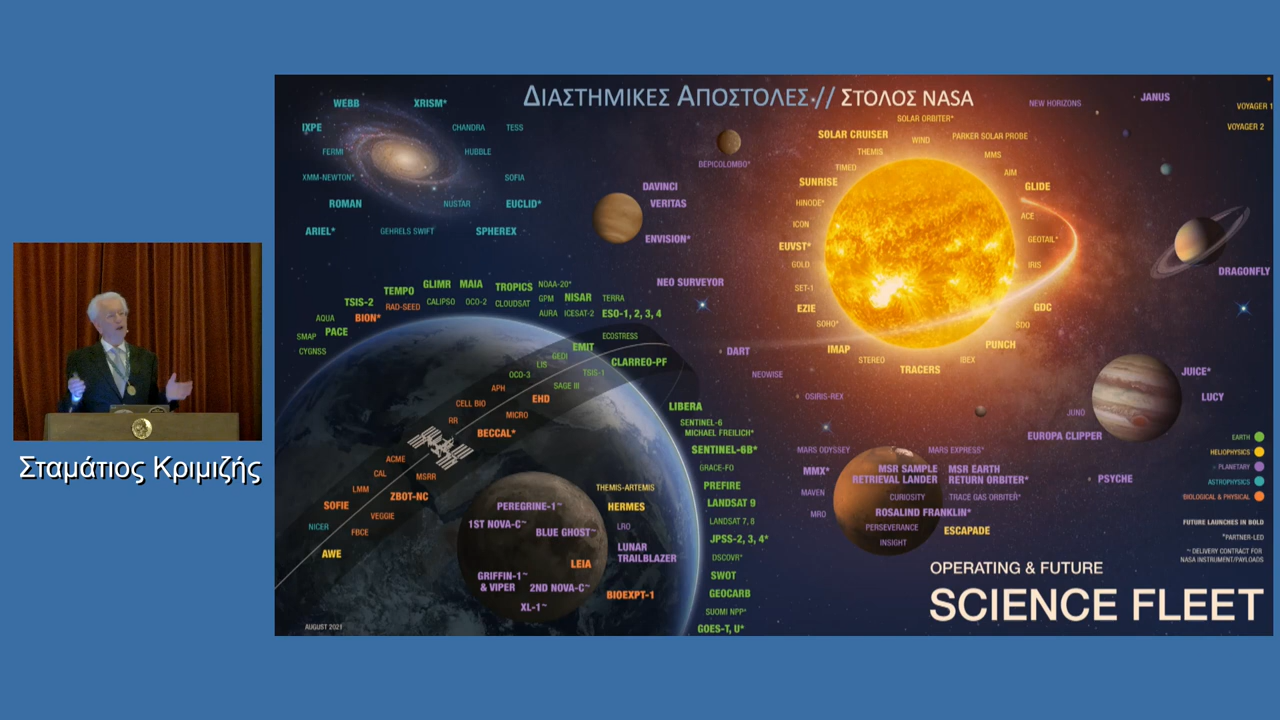 ΔΙΑΣΤΗΜΙΚΕΣ ΑΠΟΣΤΟΛΕΣ // ΣΤΟΛΟΣ NASA
WEBB
XRISM*
IXPE
CHANDRA
TESS
FERMI
HUBBLE
XMM-NEWTON*
SOFIA
ROMAN
NUSTAR
EUCLID*
ARIEL*
GEHRELS SWIFT
SPHEREX
BEPICOLOMBO*
DAVINCI
VERITAS
ENVISION*
NEO SURVEYOR
SOLAR ORBITER*
SOLAR CRUISER
WIND
PARKER SOLAR PROBE
THEMIS
MMS
TIMED
AIM
SUNRISE
GLIDE
HINODE*
ACE
ICON
GEOTAIL*
EUVST*
GOLD
IRIS
SET-1
EZIE
GDC
SOHO*
SDO
IMAP
PUNCH
STEREO
IBEX
TRACERS
NEW HORIZONS
JANUS
VOYAGER 1
VOYAGER 2
DRAGONFLY
JUICE*
LUCY
JUNO
EUROPA CLIPPER
PSYCHE
DART
NEOWISE
OSIRIS-REX
GLIMR
MAIA
TEMPO
TROPICS
NOAA-20*
TSIS-2
RAD-SEED
CALIPSO
OCO-2
CLOUDSAT
GPM
NISAR
TERRA
AQUA
BION*
AURA
ICESAT-2
ESO-1, 2, 3, 4
SMAP
PACE
CYGNSS
ECOSTRESS
EMIT
GEDI
LIS
CLARREO-PF
OCO-3
TSIS-1
SAGE III
APH
EHD
CELL BIO
MICRO
RR
BECCAL*
ACME
CAL
MSRR
LMM
ZBOT-NC
SOFIE
VEGGIE
NICER
FBCE
AWE
LIBERA
SENTINEL-6
MICHAEL FREILICH*
SENTINEL-6B*
GRACE-FO
PREFIRE
LANDSAT 9
LANDSAT 7, 8
JPSS-2, 3, 4*
DSCOVR*
SWOT
GEOCARB
SUOMI NPP*
GOES-T, U*
THEMIS-ARTEMIS
HERMES
PEREGRINE-1~
1ST NOVA-C~
BLUE GHOST~
LRO
LUNAR
TRAILBLAZER
LEIA
GRIFFIN-1~
& VIPER
2ND NOVA-C~
XL-1~
BIOEXPT-1
MARS ODYSSEY
MARS EXPRESS*
MMX*
MSR SAMPLE
RETRIEVAL LANDER
MSR EARTH
RETURN ORBITER*
MAVEN
CURIOSITY
TRACE GAS ORBITER*
MRO
ROSALIND FRANKLIN*
PERSEVERANCE
ESCAPADE
INSIGHT
EARTH
HELIOPHYSICS
PLANETARY
ASTROPHYSICS
BIOLOGICAL & PHYSICAL
FUTURE LAUNCHES IN BOLD
*PARTNER-LED
~ DELIVERY CONTRACT FOR
NASA INSTRUMENT/PAYLOADS
OPERATING & FUTURE
SCIENCE FLEET
AUGUST 2021
Σταμάτιος Κριμιζής